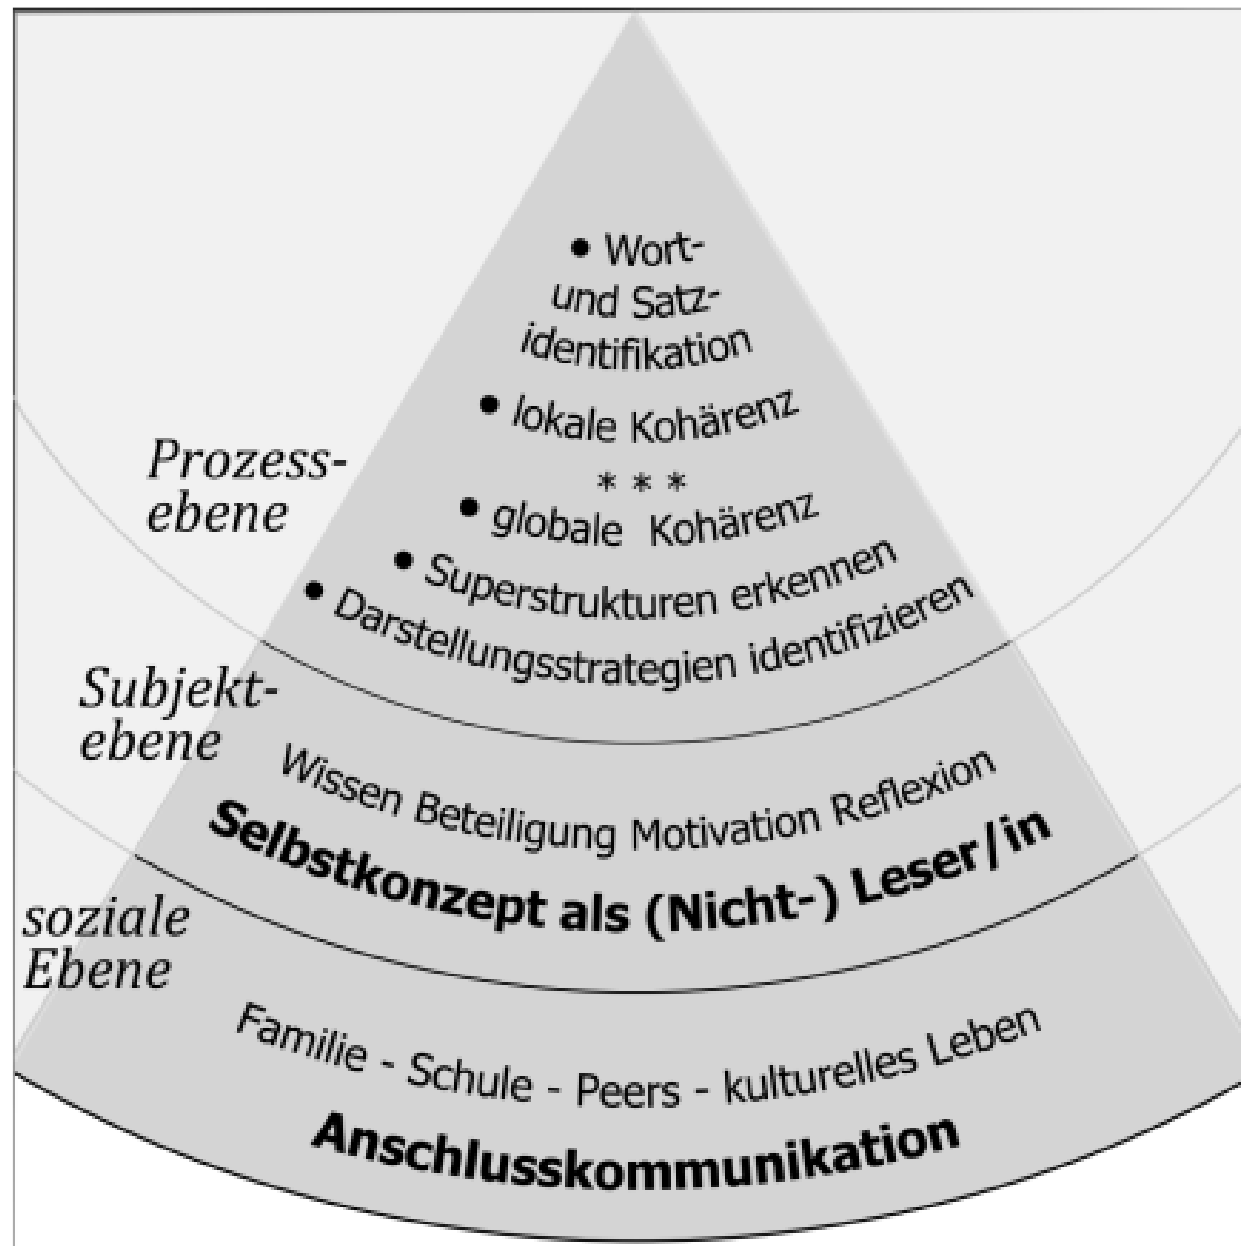 • Wort-
und Satz-
identifikation
• lokale Kohärenz
* * *
• globale Kohärenz
• Superstrukturen erkennen
• Darstellungsstrategien identifizieren
Prozess-
ebene
Wissen Beteiligung Motivation Reflexion
Selbstkonzept als (Nicht-) Leser/in
Subjekt-
ebene
Familie - Schule - Peers - kulturelles Leben
Anschlusskommunikation
soziale
Ebene